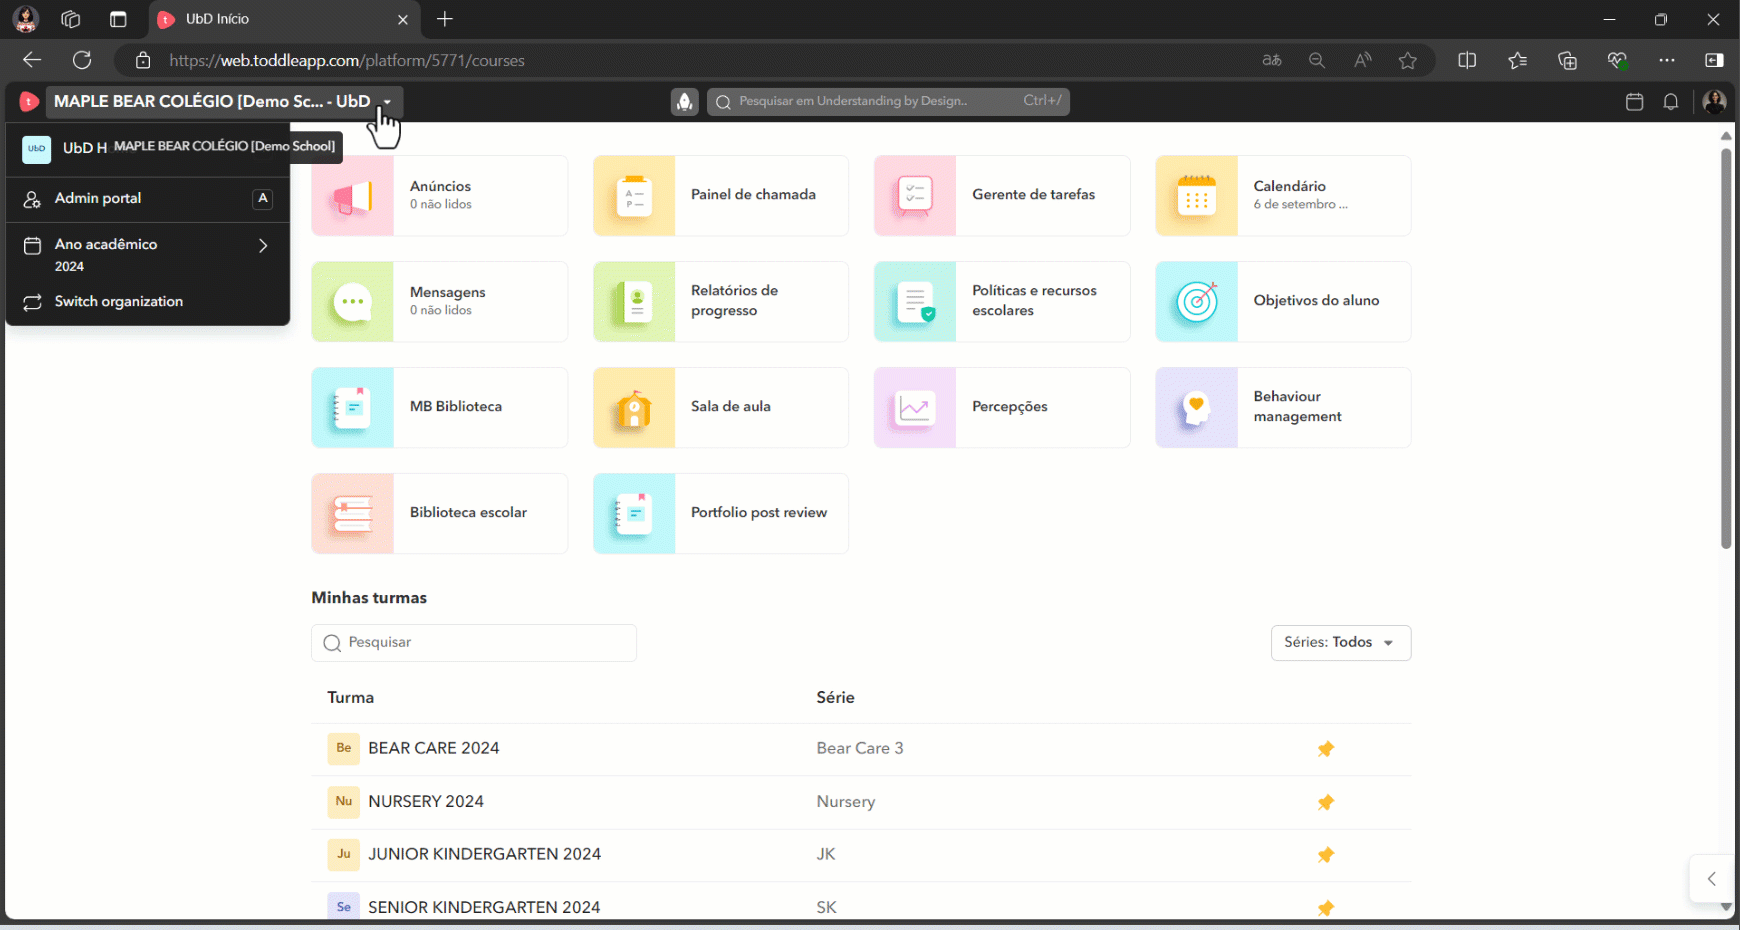 UbD Início
https://web.toddleapp.com/platform/5771/courses
MAPLE BEAR COLÉGIO [Demo Sc... - UbD
Pesquisar em Understanding by Design..
Ctrl+/
UbD
UbD H
MAPLE BEAR COLÉGIO [Demo School]
Admin portal
A
Ano acadêmico
2024
Switch organization
Anúncios
0 não lidos
Painel de chamada
Gerente de tarefas
Calendário
6 de setembro ...
Mensagens
0 não lidos
Relatórios de
progresso
Políticas e recursos
escolares
Objetivos do aluno
MB Biblioteca
Sala de aula
Percepções
Behaviour
management
Biblioteca escolar
Portfolio post review
Minhas turmas
Pesquisar
Séries: Todos
Turma
Série
Be
BEAR CARE 2024
Bear Care 3
Nu
NURSERY 2024
Nursery
Ju
JUNIOR KINDERGARTEN 2024
JK
Se
SENIOR KINDERGARTEN 2024
SK